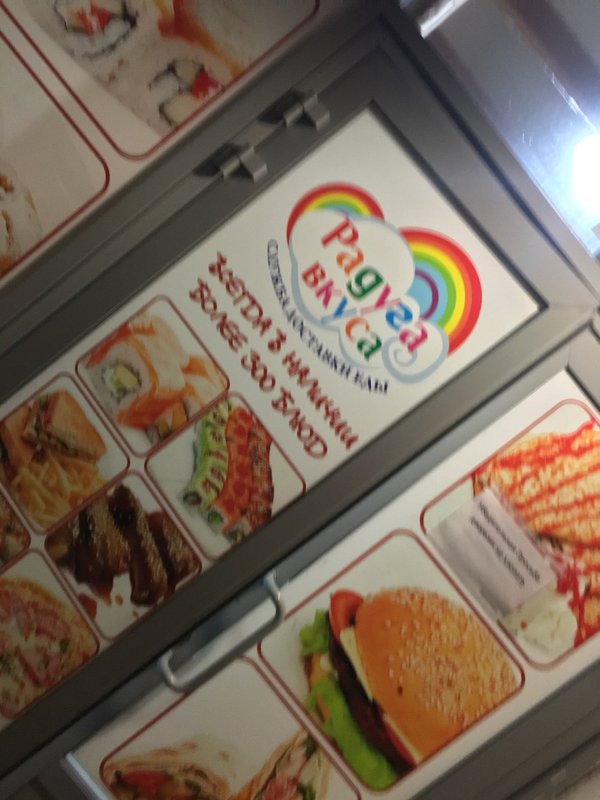 Радуга
вкуса
СЛУЖБА ДОСТАВКИ ЕДЫ
ВСЕГДА В НАЛИЧИИ
БОЛЕЕ 300 БЛЮД